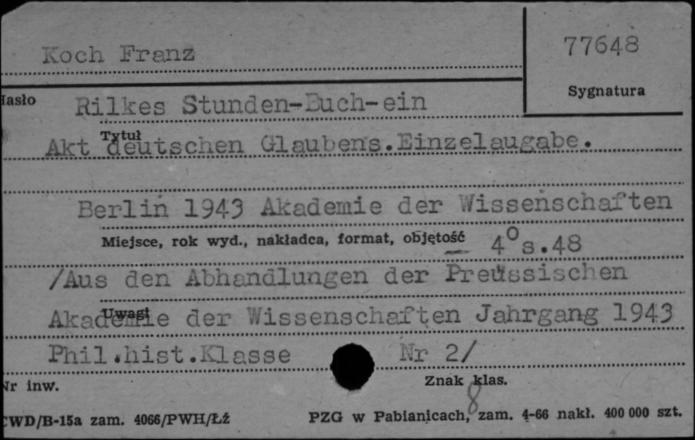 Koch Franz
77648
Sygnatura
Hasło
Rilkes Stunden-Buch-ein
Tytuł
Akt deutschen Glaubens.Einzelaugabe.
Berlin 1943 Akademie der Wissenschaften
Miejsce, rok wyd., nakładca, format, objętość
4° s.48
/Aus den Abhandlungen der Preussischen
Uwagi
Akademie der Wissenschaften Jahrgang 1943
Phil.hist.Klasse Nr 2/
Nr inw.
Znak klas.
8
CWD/B-15a zam. 4066/PWH/Łź
PZG w Pabianicach, zam. 4-66 nakł. 400 000 szt.